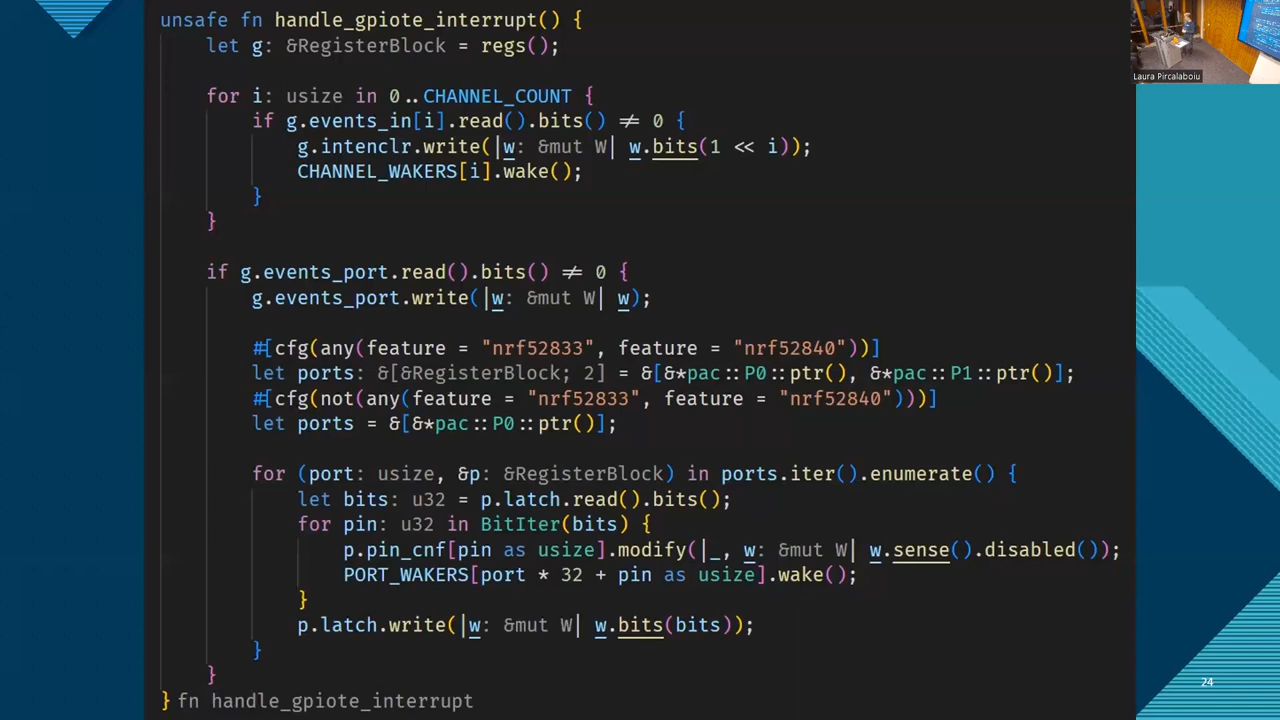 unsafe fn handle_gpiote_interrupt() {
let g: &RegisterBlock = regs();
for i: usize in 0..CHANNEL_COUNT {
if g.events_in[i].read().bits() ≠ 0 {
g.intenclr.write(|w: &mut W| w.bits(1 << i));
CHANNEL_WAKERS[i].wake();
}
}
if g.events_port.read().bits() ≠ 0 {
g.events_port.write(|w: &mut W| w);
#[cfg(any(feature = "nrf52833", feature = "nrf52840"))]
let ports: &[&RegisterBlock; 2] = &[&*pac::P0::ptr(), &*pac::P1::ptr()];
#[cfg(not(any(feature = "nrf52833", feature = "nrf52840")))]
let ports = &[&*pac::P0::ptr()];
for (port: usize, &p: &RegisterBlock) in ports.iter().enumerate() {
let bits: u32 = p.latch.read().bits();
for pin: u32 in BitIter(bits) {
p.pin_cnf[pin as usize].modify(|_, w: &mut W| w.sense().disabled());
PORT_WAKERS[port * 32 + pin as usize].wake();
}
p.latch.write(|w: &mut W| w.bits(bits));
}
}
} fn handle_gpiote_interrupt
Laura Pircalaboiu
24